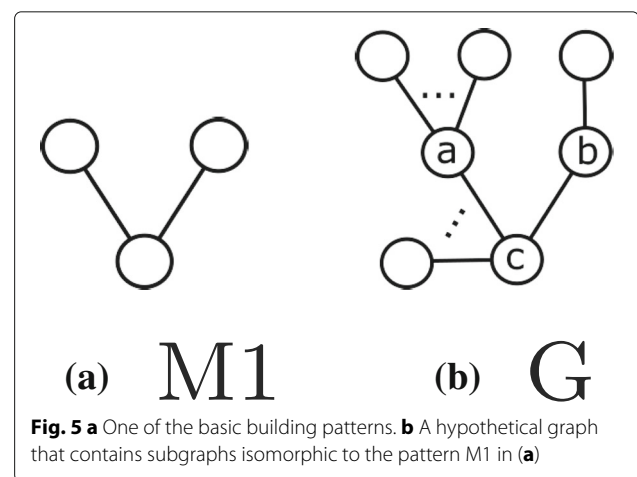 a
b
c
(a) M1
(b) G
Fig. 5 a One of the basic building patterns. b A hypothetical graph
that contains subgraphs isomorphic to the pattern M1 in (a)